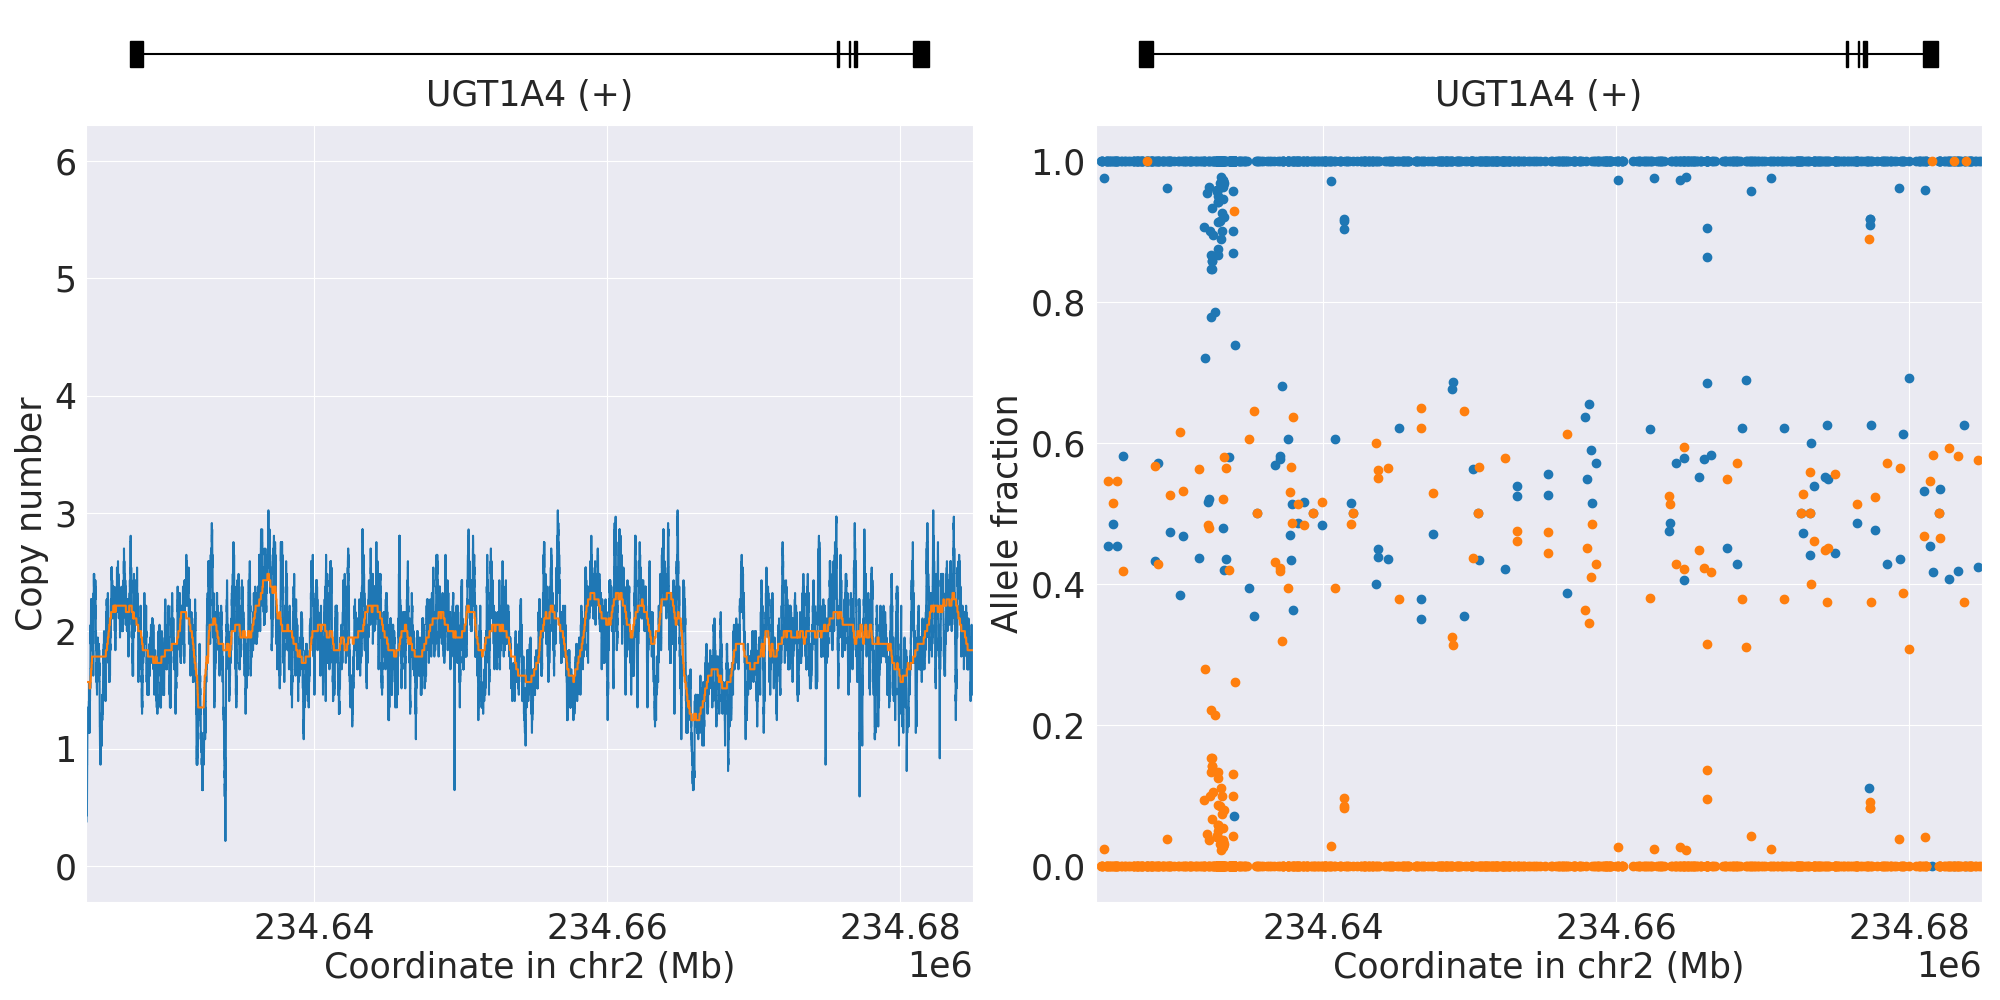 UGT1A4 (+)
Copy number
6
5
4
3
2
1
0
234.64 234.66 234.68
1e6
Coordinate in chr2 (Mb)
UGT1A4 (+)
Allele fraction
1.0
0.8
0.6
0.4
0.2
0.0
234.64 234.66 234.68
1e6
Coordinate in chr2 (Mb)